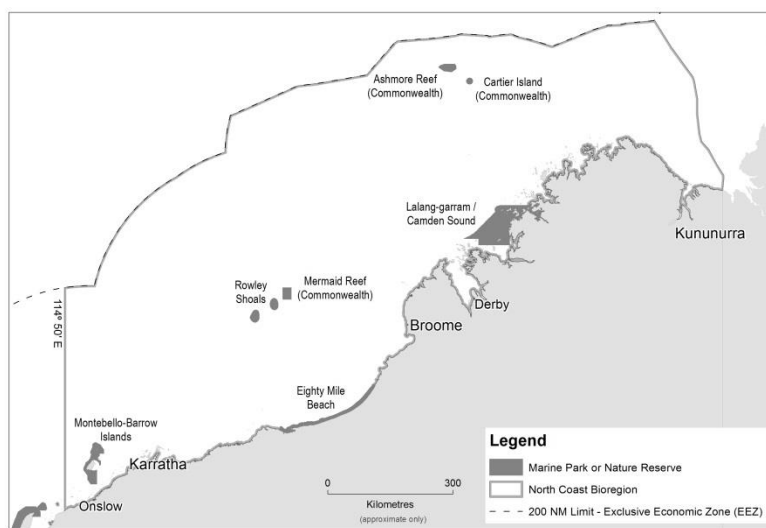 Ashmore Reef
(Commonwealth)
Cartier Island
(Commonwealth)
Lalang-garram /
Camden Sound
Kununurra
Mermaid Reef
(Commonwealth)
Rowley
Shoals
114° 50' E
Derby
Broome
Eighty Mile
Beach
Montebello-Barrow
Islands
Karratha
Onslow
0 300
Kilometres
(approximate only)
Legend
Marine Park or Nature Reserve
North Coast Bioregion
200 NM Limit - Exclusive Economic Zone (EEZ)